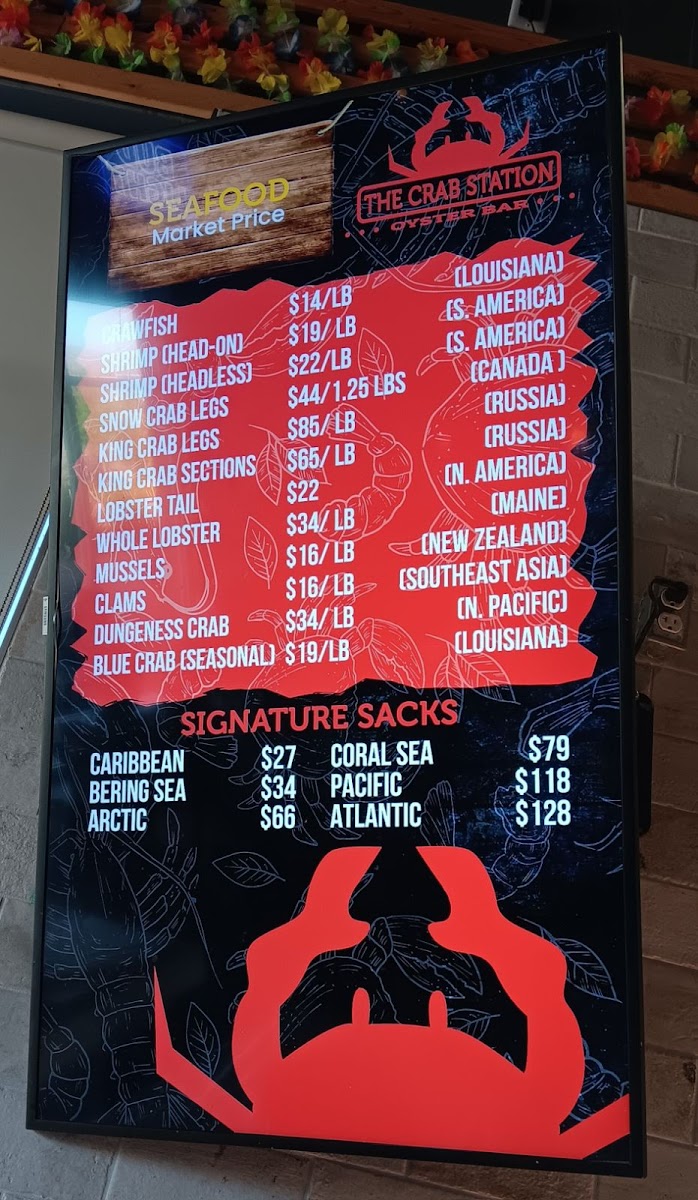 SEAFOOD
Market Price
THE CRAB STATION
OYSTER BAR
CRAWFISH $14/LB (LOUISIANA)
SHRIMP (HEAD-ON) $19/ LB (S. AMERICA)
SHRIMP (HEADLESS) $22/LB (S. AMERICA)
SNOW CRAB LEGS $44/1.25 LBS (CANADA )
KING CRAB LEGS $85/ LB (RUSSIA)
KING CRAB SECTIONS $65/ LB (RUSSIA)
LOBSTER TAIL $22 (N. AMERICA)
WHOLE LOBSTER $34/ LB (MAINE)
MUSSELS $16/ LB (NEW ZEALAND)
CLAMS $16/ LB (SOUTHEAST ASIA)
DUNGENESS CRAB $34/ LB (N. PACIFIC)
BLUE CRAB (SEASONAL) $19/LB (LOUISIANA)
SIGNATURE SACKS
CARIBBEAN $27 CORAL SEA $79
BERING SEA $34 PACIFIC $118
ARCTIC $66 ATLANTIC $128